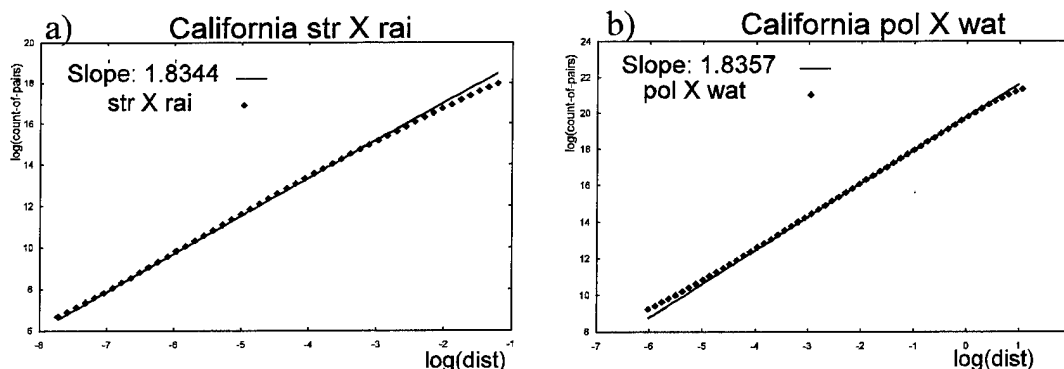 a)
California str X rai
20
18
16
14
12
10
8
6
log(count-of-pairs)
Slope: 1.8344
str X rai
-8
-7
-6
-5
-4
-3
-2
-1
log(dist)
b)
California pol X wat
24
22
20
18
16
14
12
10
8
log(count-of-pairs)
Slope: 1.8357
pol X wat
-7
-6
-5
-4
-3
-2
-1
0
1
2
log(dist)